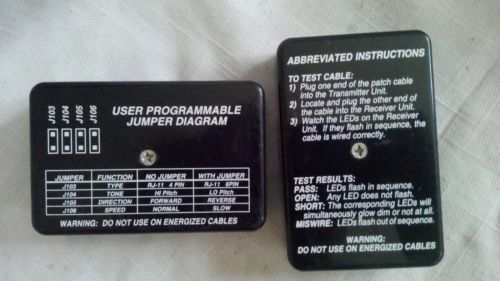 J103
J104
J105
J106
USER PROGRAMMABLE
JUMPER DIAGRAM
JUMPER FUNCTION NO JUMPER WITH JUMPER
J103 TYPE RJ-11 4 PIN RJ-11 6PIN
J104 TONE Hi Pitch LO Pitch
J105 DIRECTION FORWARD REVERSE
J106 SPEED NORMAL SLOW
WARNING: DO NOT USE ON ENERGIZED CABLES
ABBREVIATED INSTRUCTIONS
TO TEST CABLE:
1) Plug one end of the patch cable
into the Transmitter Unit.
2) Locate and plug the other end of
the cable into the Receiver Unit.
3) Watch the LEDs on the Receiver
Unit. If they flash in sequence, the
cable is wired correctly.
TEST RESULTS:
PASS: LEDs flash in sequence.
OPEN: Any LED does not flash.
SHORT: The corresponding LEDs will
simultaneously glow dim or not at all.
MISWIRE: LEDs flash out of sequence.
WARNING:
DO NOT USE ON ENERGIZED CABLES